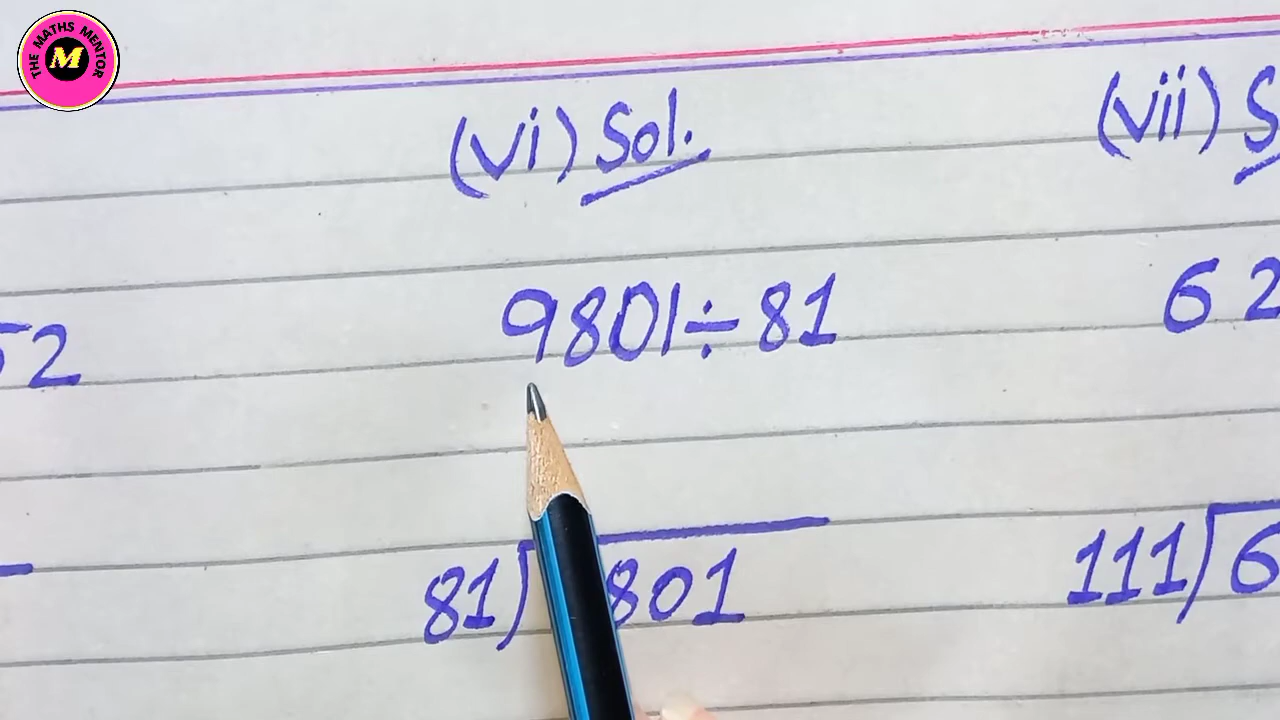 THE MATHS MENTOR
M
(vi) Sol.
(vii) S
9801÷81
62
52
81)801
111)6